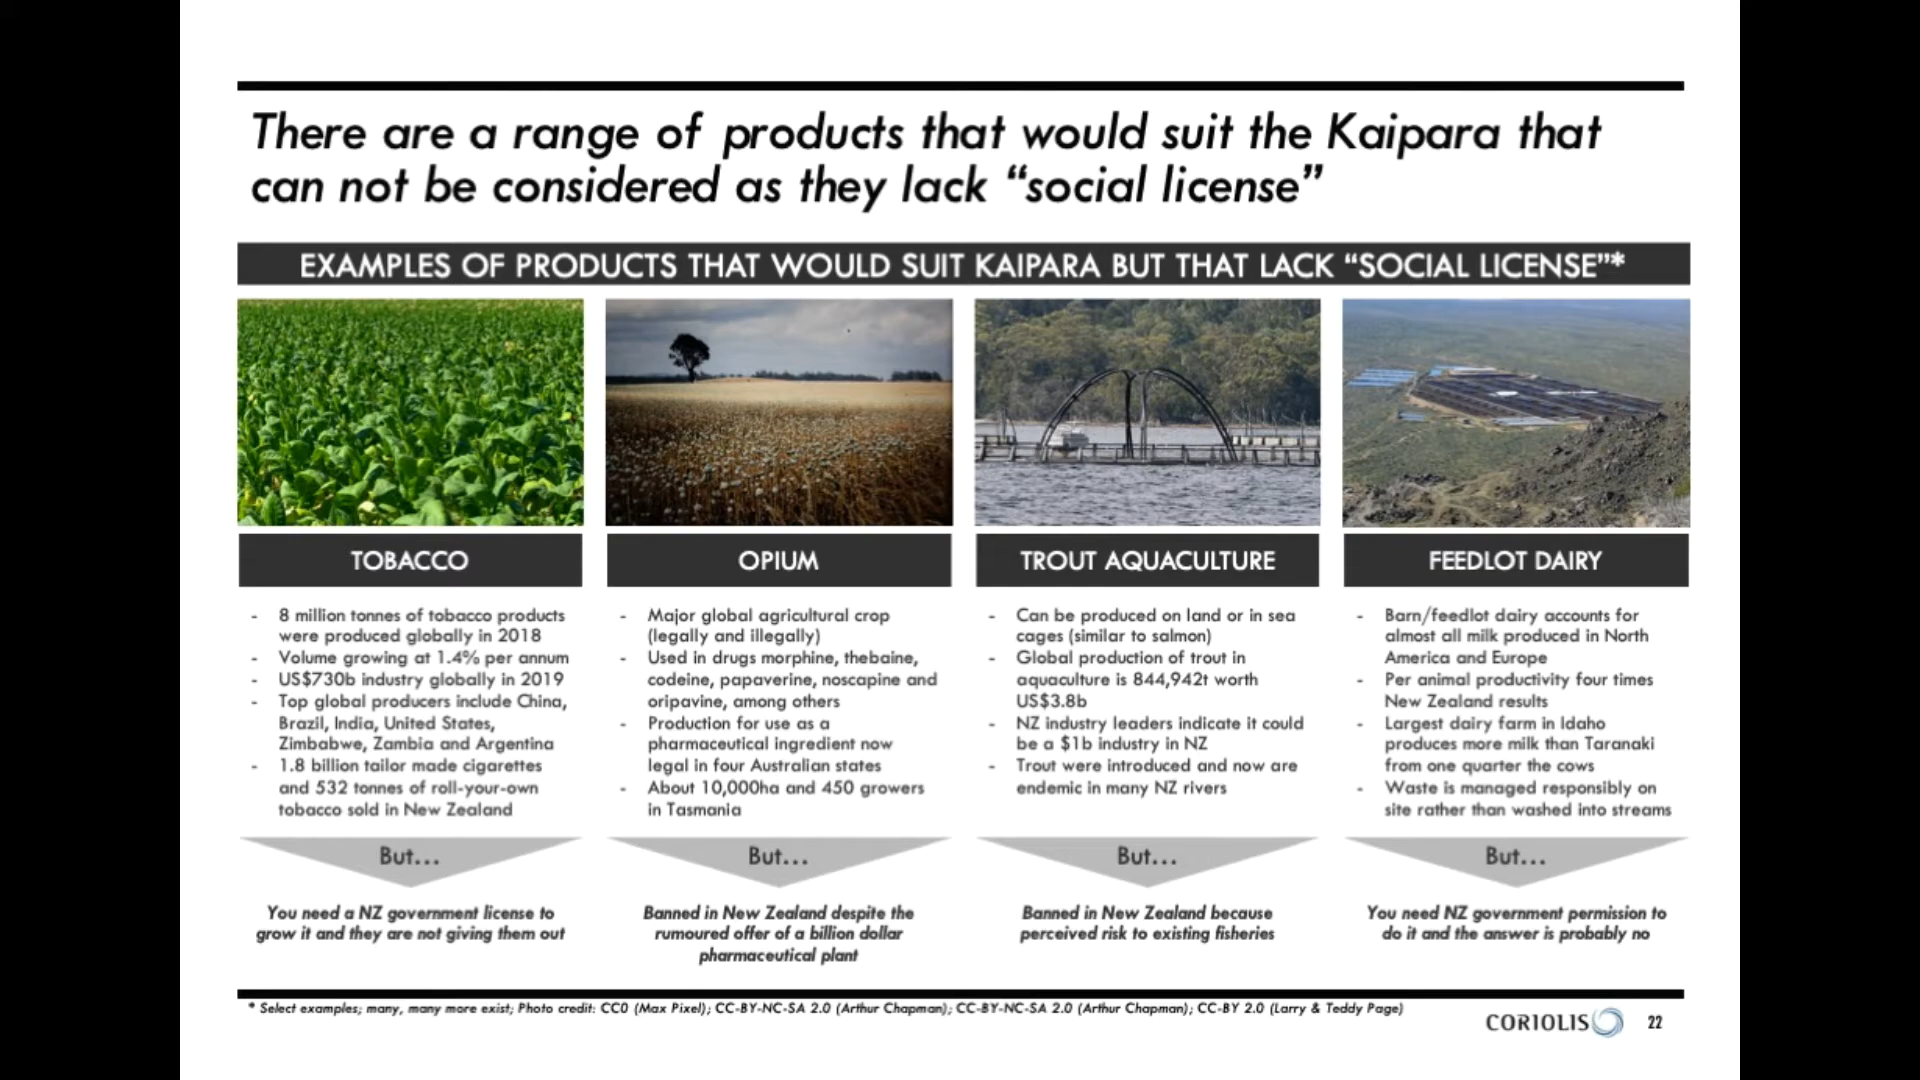 There are a range of products that would suit the Kaipara that
can not be considered as they lack “social license”
EXAMPLES OF PRODUCTS THAT WOULD SUIT KAIPARA BUT THAT LACK “SOCIAL LICENSE”*
TOBACCO
- 8 million tonnes of tobacco products
were produced globally in 2018
- Volume growing at 1.4% per annum
- US$730b industry globally in 2019
- Top global producers include China,
Brazil, India, United States,
Zimbabwe, Zambia and Argentina
- 1.8 billion tailor made cigarettes
and 532 tonnes of roll-your-own
tobacco sold in New Zealand
But...
You need a NZ government license to
grow it and they are not giving them out
OPIUM
- Major global agricultural crop
(legally and illegally)
- Used in drugs morphine, thebaine,
codeine, papaverine, noscapine and
oripavine, among others
- Production for use as a
pharmaceutical ingredient now
legal in four Australian states
- About 10,000ha and 450 growers
in Tasmania
But...
Banned in New Zealand despite the
rumoured offer of a billion dollar
pharmaceutical plant
TROUT AQUACULTURE
- Can be produced on land or in sea
cages (similar to salmon)
- Global production of trout in
aquaculture is 844,942t worth
US$3.8b
- NZ industry leaders indicate it could
be a $1b industry in NZ
- Trout were introduced and now are
endemic in many NZ rivers
But...
Banned in New Zealand because
perceived risk to existing fisheries
FEEDLOT DAIRY
- Barn/feedlot dairy accounts for
almost all milk produced in North
America and Europe
- Per animal productivity four times
New Zealand results
- Largest dairy farm in Idaho
produces more milk than Taranaki
from one quarter the cows
- Waste is managed responsibly on
site rather than washed into streams
But...
You need NZ government permission to
do it and the answer is probably no
* Select examples; many, many more exist; Photo credit: CC0 (Max Pixel); CC-BY-NC-SA 2.0 (Arthur Chapman); CC-BY-NC-SA 2.0 (Arthur Chapman); CC-BY 2.0 (Larry & Teddy Page)
CORIOLIS 22